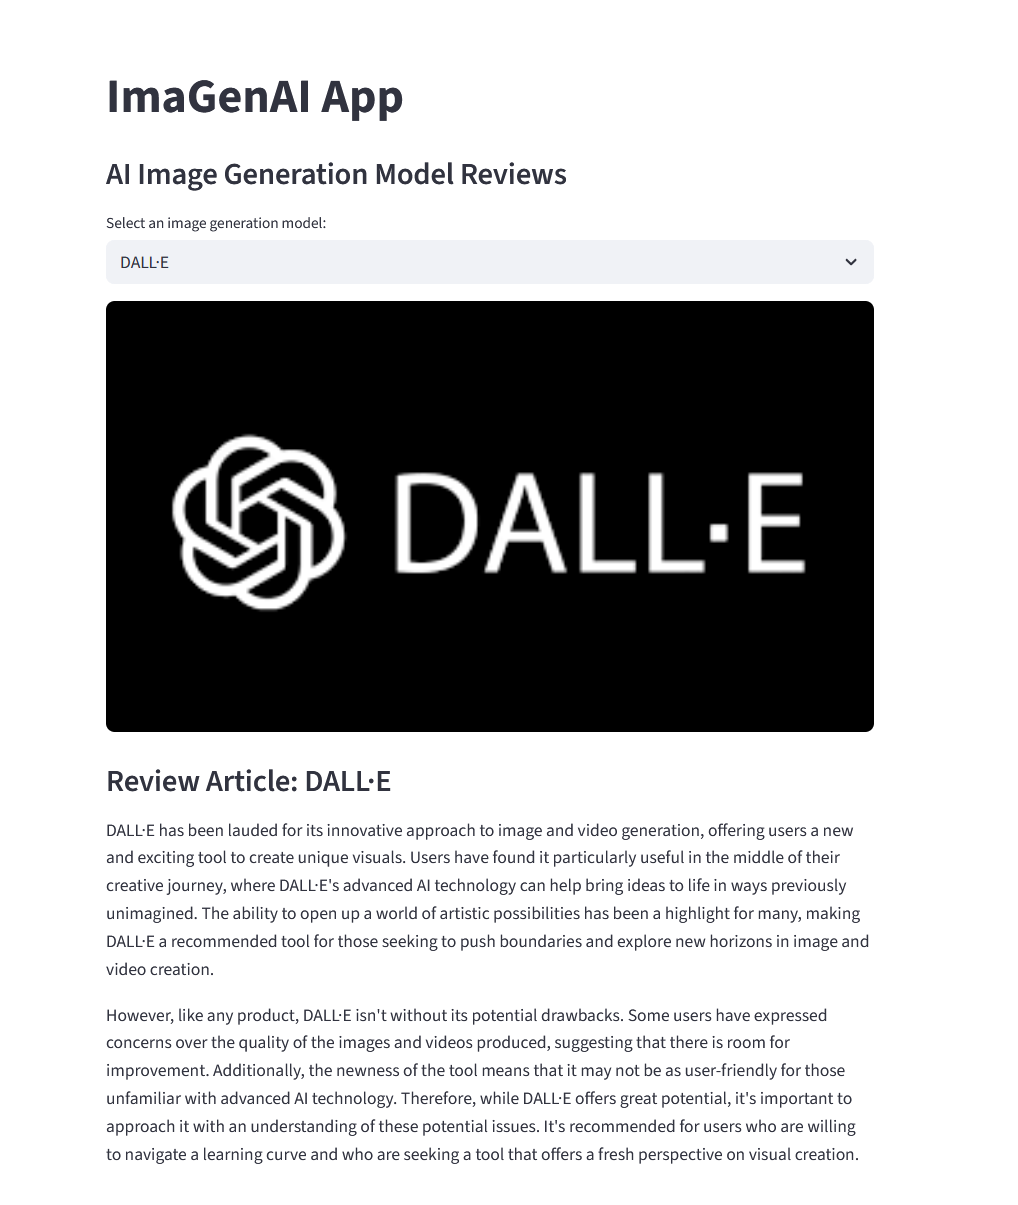 ImaGenAI App
AI Image Generation Model Reviews
Select an image generation model:
DALL·E
DALL·E
Review Article: DALL·E
DALL·E has been lauded for its innovative approach to image and video generation, offering users a new
and exciting tool to create unique visuals. Users have found it particularly useful in the middle of their
creative journey, where DALL·E's advanced AI technology can help bring ideas to life in ways previously
unimagined. The ability to open up a world of artistic possibilities has been a highlight for many, making
DALL·E a recommended tool for those seeking to push boundaries and explore new horizons in image and
video creation.
However, like any product, DALL·E isn't without its potential drawbacks. Some users have expressed
concerns over the quality of the images and videos produced, suggesting that there is room for
improvement. Additionally, the newness of the tool means that it may not be as user-friendly for those
unfamiliar with advanced AI technology. Therefore, while DALL·E offers great potential, it's important to
approach it with an understanding of these potential issues. It's recommended for users who are willing
to navigate a learning curve and who are seeking a tool that offers a fresh perspective on visual creation.